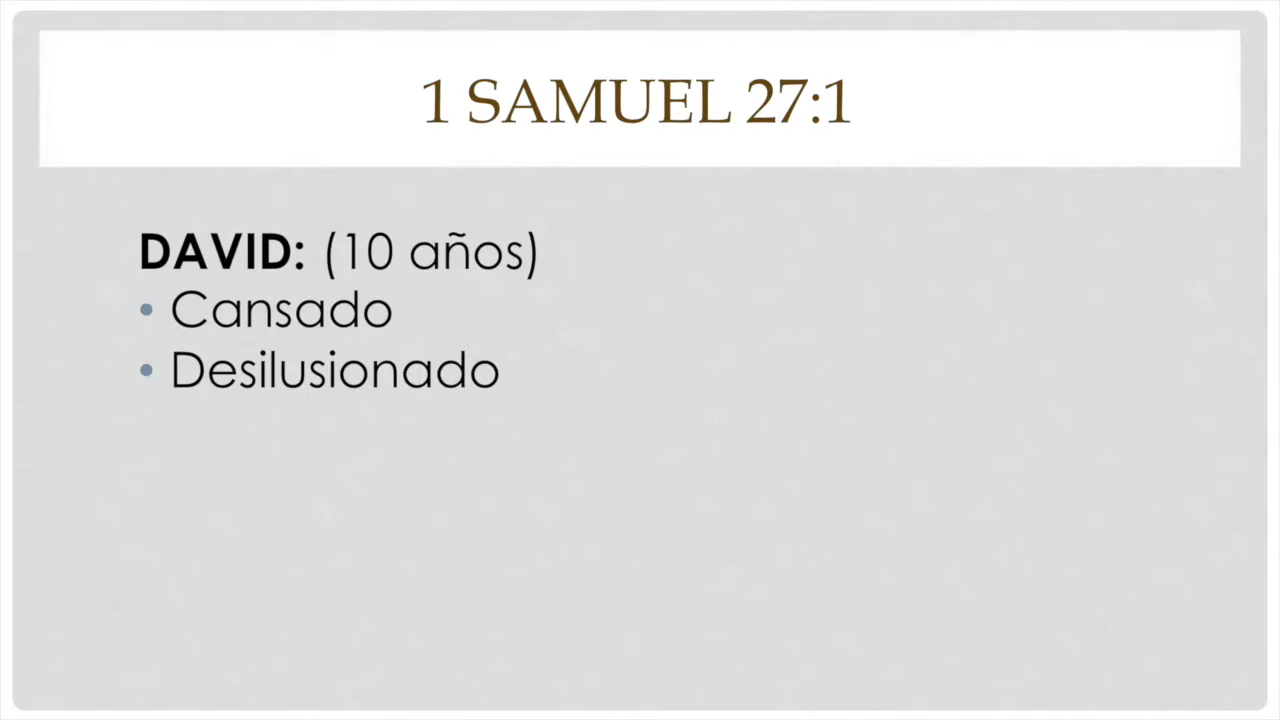 1 SAMUEL 27:1
DAVID: (10 años)
• Cansado
• Desilusionado